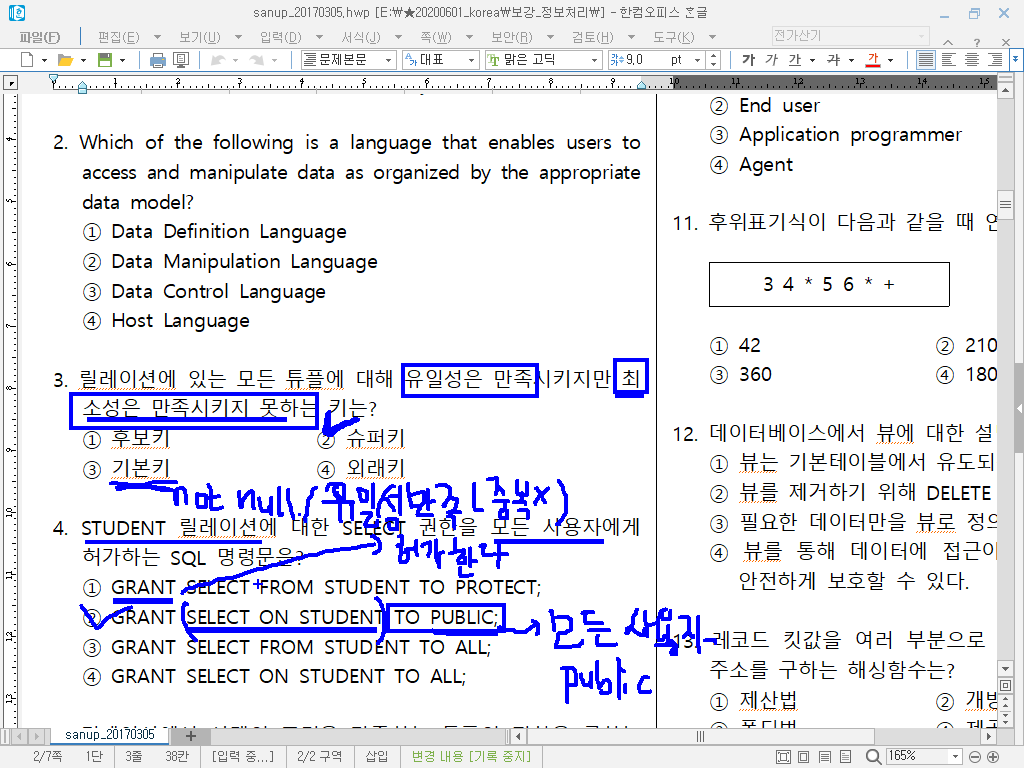 sanup_20170305.hwp [E:\★20200601_korea\보강_정보처리\] - 한컴오피스 한글
파일(F) 편집(E) 보기(U) 입력(D) 서식(J) 쪽(W) 보안(R) 검토(H) 도구(K) 전가산기
문제본문 대표 맑은 고딕 9,0 pt 가 가 가 가 가
1 2 3 4 5 6 7 8 9 10 11 12 13 14 15
2. Which of the following is a language that enables users to
access and manipulate data as organized by the appropriate
data model?
① Data Definition Language
② Data Manipulation Language
③ Data Control Language
④ Host Language
3. 릴레이션에 있는 모든 튜플에 대해 유일성은 만족시키지만 최
소성은 만족시키지 못하는 키는?
① 후보키 ② 슈퍼키
③ 기본키 ④ 외래키
not null / 유일성만족 (중복x)
4. STUDENT 릴레이션에 대한 SELECT 권한을 모든 사용자에게
허가하는 SQL 명령문은?
허가한다
① GRANT SELECT FROM STUDENT TO PROTECT;
② GRANT SELECT ON STUDENT TO PUBLIC;
모든 사용자
public
③ GRANT SELECT FROM STUDENT TO ALL;
④ GRANT SELECT ON STUDENT TO ALL;
② End user
③ Application programmer
④ Agent
11. 후위표기식이 다음과 같을 때 연
3 4 * 5 6 * +
① 42 ② 210
③ 360 ④ 180
12. 데이터베이스에서 뷰에 대한 설
① 뷰는 기본테이블에서 유도되
② 뷰를 제거하기 위해 DELETE
③ 필요한 데이터만을 뷰로 정의
④ 뷰를 통해 데이터에 접근이
안전하게 보호할 수 있다.
13. 레코드 킷값을 여러 부분으로
주소를 구하는 해싱함수는?
① 제산법 ② 개방
sanup_20170305
2/7쪽 1단 3줄 38칸 [입력 중...] 2/2 구역 삽입 변경 내용 [기록 중지] 165%